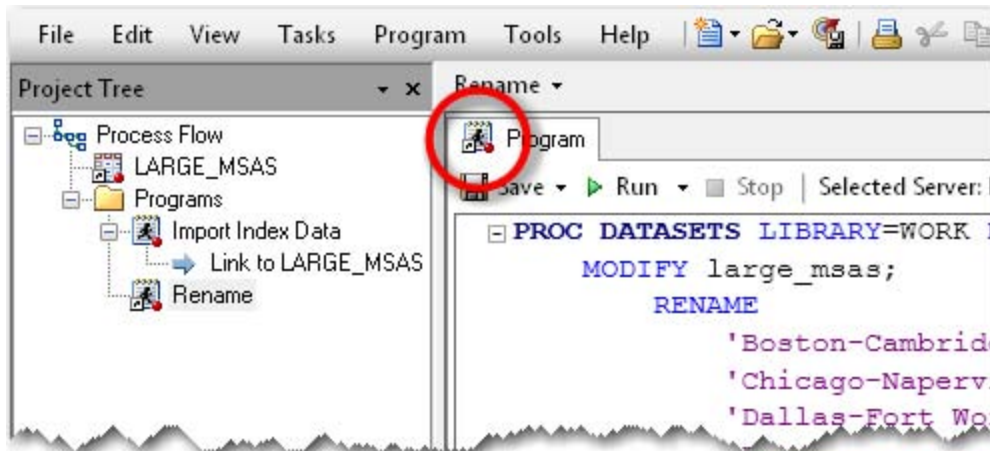 File Edit View Tasks Program Tools Help
Project Tree
Process Flow
LARGE_MSAS
Programs
Import Index Data
Link to LARGE_MSAS
Rename
Rename
Program
Save Run Stop Selected Server:
PROC DATASETS LIBRARY=WORK
MODIFY large_msas;
RENAME
'Boston-Cambrid
'Chicago-Naperv
'Dallas-Fort Wo